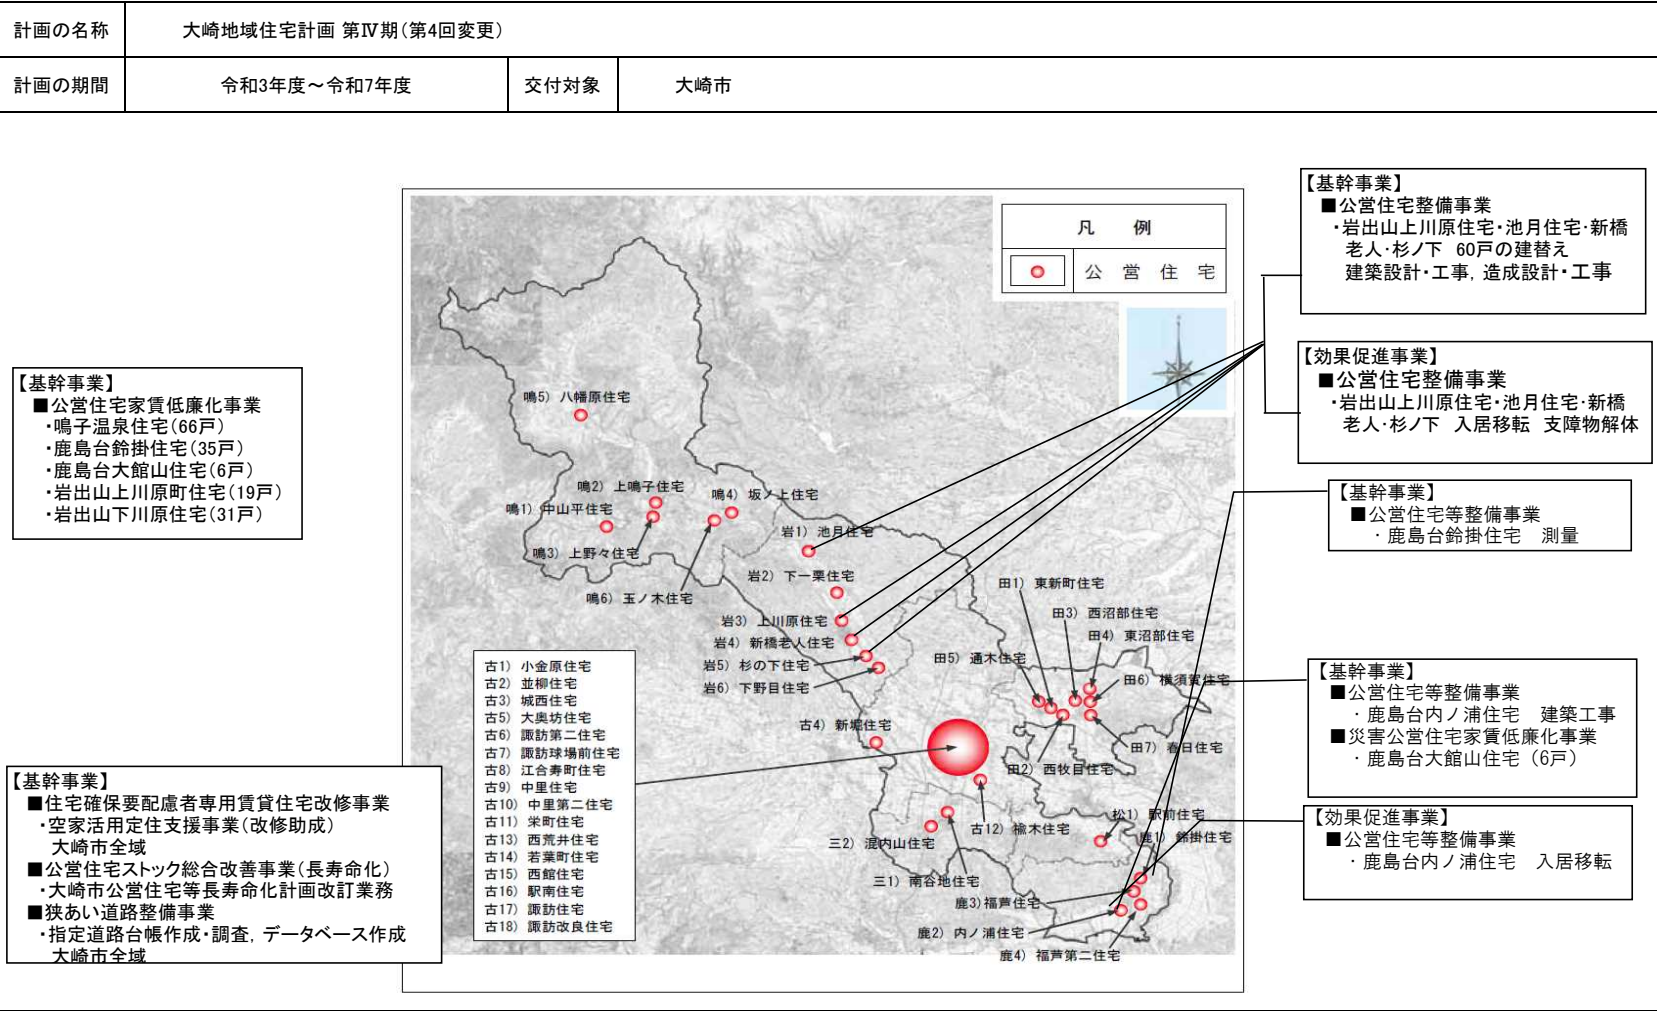 計画の名称
大崎地域住宅計画 第Ⅳ期(第4回変更)
計画の期間
令和3年度～令和7年度
交付対象
大崎市
【基幹事業】
■公営住宅整備事業
・岩出山上川原住宅・池月住宅・新橋
老人・杉ノ下 60戸の建替え
建築設計・工事, 造成設計・工事
【効果促進事業】
■公営住宅整備事業
・岩出山上川原住宅・池月住宅・新橋
老人・杉ノ下 入居移転 支障物解体
【基幹事業】
■公営住宅等整備事業
・鹿島台鈴掛住宅 測量
【基幹事業】
■公営住宅等整備事業
・鹿島台内ノ浦住宅 建築工事
■災害公営住宅家賃低廉化事業
・鹿島台大館山住宅（6戸）
【効果促進事業】
■公営住宅等整備事業
・鹿島台内ノ浦住宅 入居移転
【基幹事業】
■公営住宅家賃低廉化事業
・鳴子温泉住宅(66戸)
・鹿島台鈴掛住宅(35戸)
・鹿島台大館山住宅(6戸)
・岩出山上川原町住宅(19戸)
・岩出山下川原住宅(31戸)
【基幹事業】
■住宅確保要配慮者専用賃貸住宅改修事業
・空家活用定住支援事業(改修助成)
大崎市全域
■公営住宅ストック総合改善事業(長寿命化)
・大崎市公営住宅等長寿命化計画改訂業務
■狭あい道路整備事業
・指定道路台帳作成・調査, データベース作成
大崎市全域
凡 例
公 営 住 宅
鳴5) 八幡原住宅
鳴2) 上鳴子住宅
鳴4) 坂ノ上住宅
鳴1) 中山平住宅
鳴3) 上野々住宅
鳴6) 玉ノ木住宅
岩1) 池月住宅
岩2) 下一栗住宅
岩3) 上川原住宅
岩4) 新橋老人住宅
岩5) 杉の下住宅
岩6) 下野目住宅
田1) 東新町住宅
田3) 西沼部住宅
田4) 東沼部住宅
田5) 通木住宅
田6) 横須賀住宅
田7) 春日住宅
田2) 西牧目住宅
古4) 新堀住宅
古12) 楡木住宅
三2) 混内山住宅
三1) 南谷地住宅
松1) 駅前住宅
鹿1) 鈴掛住宅
鹿3) 福芦住宅
鹿2) 内ノ浦住宅
鹿4) 福芦第二住宅
古1) 小金原住宅
古2) 並柳住宅
古3) 城西住宅
古5) 大奥坊住宅
古6) 諏訪第二住宅
古7) 諏訪球場前住宅
古8) 江合寿町住宅
古9) 中里住宅
古10) 中里第二住宅
古11) 栄町住宅
古13) 西荒井住宅
古14) 若葉町住宅
古15) 西館住宅
古16) 駅南住宅
古17) 諏訪住宅
古18) 諏訪改良住宅